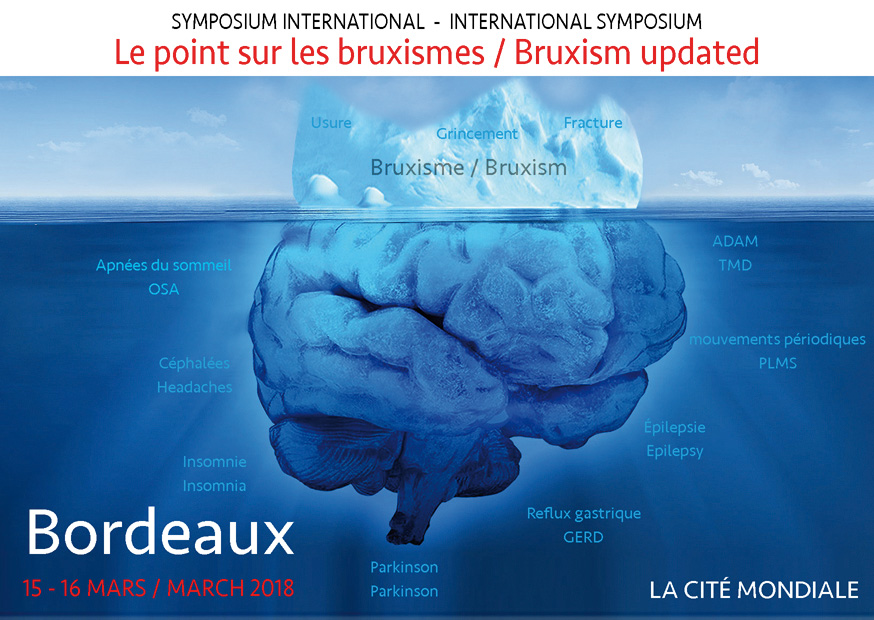 SYMPOSIUM INTERNATIONAL - INTERNATIONAL SYMPOSIUM
Le point sur les bruxismes / Bruxism updated
Usure
Grincement
Fracture
Bruxisme / Bruxism
ADAM
TMD
Apnées du sommeil
OSA
mouvements périodiques
PLMS
Céphalées
Headaches
Épilepsie
Epilepsy
Insomnie
Insomnia
Reflux gastrique
GERD
Bordeaux
15 - 16 MARS / MARCH 2018
Parkinson
Parkinson
LA CITÉ MONDIALE